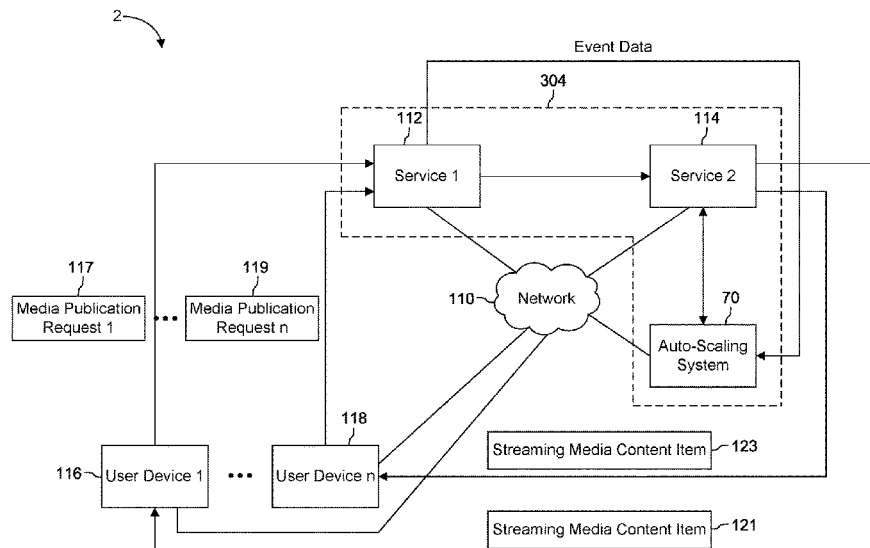 2
Event Data
304
112
114
Service 1
Service 2
117
119
Media Publication
Request 1
Media Publication
Request n
110
Network
70
Auto-Scaling
System
118
116
User Device 1
User Device n
Streaming Media Content Item
123
Streaming Media Content Item
121